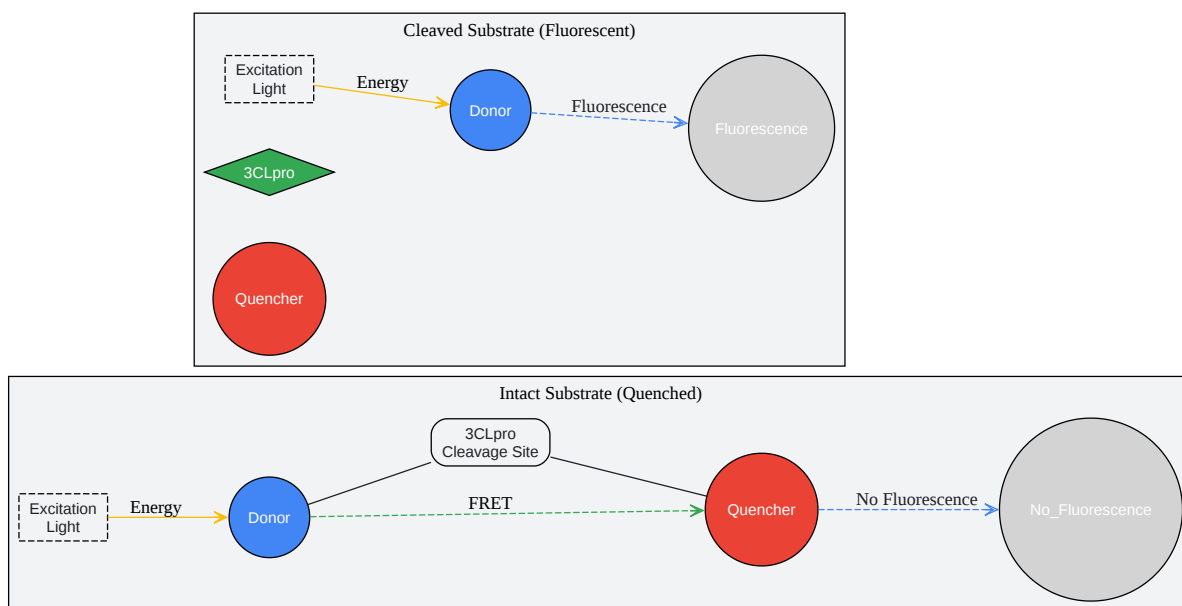 Cleaved Substrate (Fluorescent)
Excitation
Light
Energy
Donor
Fluorescence
Fluorescence
3CLpro
Quencher
Intact Substrate (Quenched)
3CLpro
Cleavage Site
Excitation
Light
Energy
Donor
FRET
Quencher
No Fluorescence
No_Fluorescence